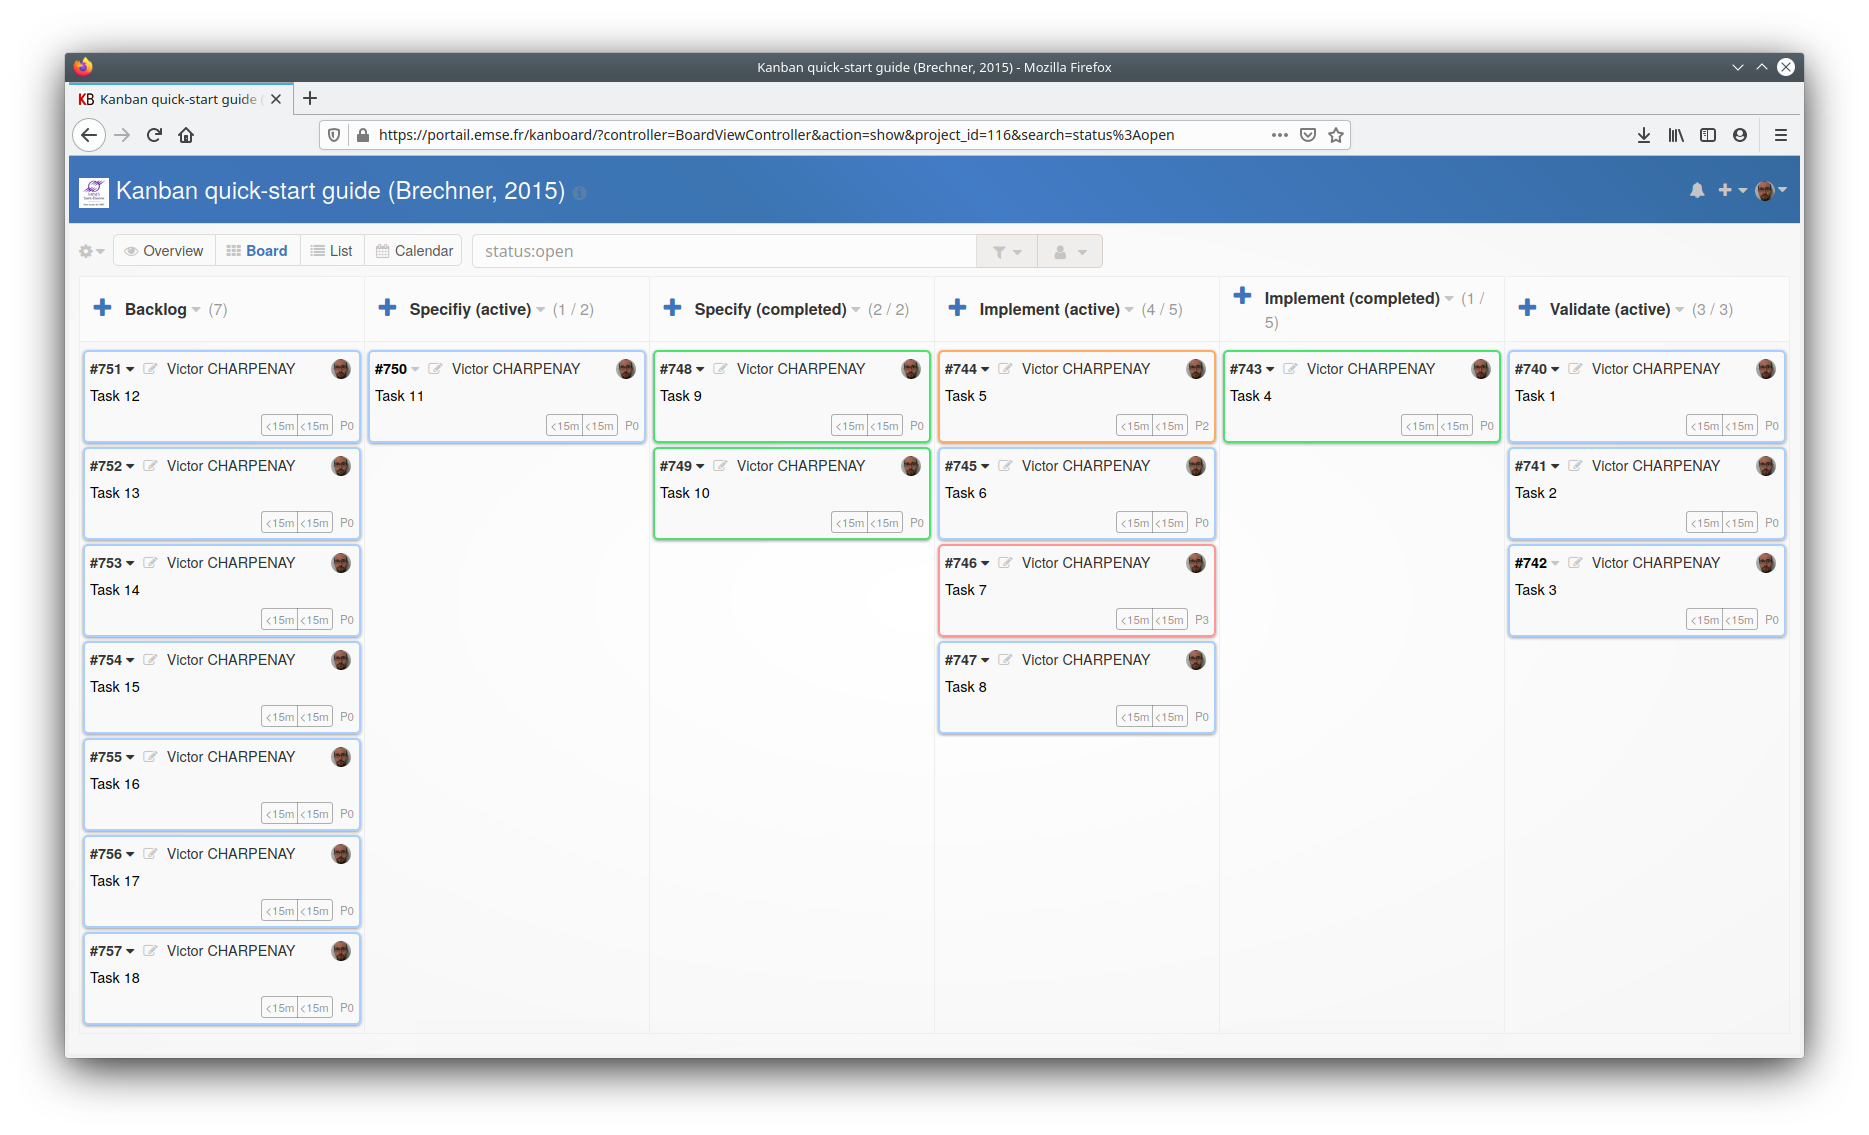 Kanban quick-start guide (Brechner, 2015) - Mozilla Firefox
KB Kanban quick-start guide (
https://portail.emse.fr/kanboard/?controller=BoardViewController&action=show&project_id=116&search=status%3Aopen
Kanban quick-start guide (Brechner, 2015)
Overview Board List Calendar status:open
Backlog (7)
#751 Victor CHARPENAY
Task 12
<15m <15m P0
#752 Victor CHARPENAY
Task 13
<15m <15m P0
#753 Victor CHARPENAY
Task 14
<15m <15m P0
#754 Victor CHARPENAY
Task 15
<15m <15m P0
#755 Victor CHARPENAY
Task 16
<15m <15m P0
#756 Victor CHARPENAY
Task 17
<15m <15m P0
#757 Victor CHARPENAY
Task 18
<15m <15m P0
Specifiy (active) (1 / 2)
#750 Victor CHARPENAY
Task 11
<15m <15m P0
Specify (completed) (2 / 2)
#748 Victor CHARPENAY
Task 9
<15m <15m P0
#749 Victor CHARPENAY
Task 10
<15m <15m P0
Implement (active) (4 / 5)
#744 Victor CHARPENAY
Task 5
<15m <15m P2
#745 Victor CHARPENAY
Task 6
<15m <15m P0
#746 Victor CHARPENAY
Task 7
<15m <15m P3
#747 Victor CHARPENAY
Task 8
<15m <15m P0
Implement (completed) (1 /
5)
#743 Victor CHARPENAY
Task 4
<15m <15m P0
Validate (active) (3 / 3)
#740 Victor CHARPENAY
Task 1
<15m <15m P0
#741 Victor CHARPENAY
Task 2
<15m <15m P0
#742 Victor CHARPENAY
Task 3
<15m <15m P0